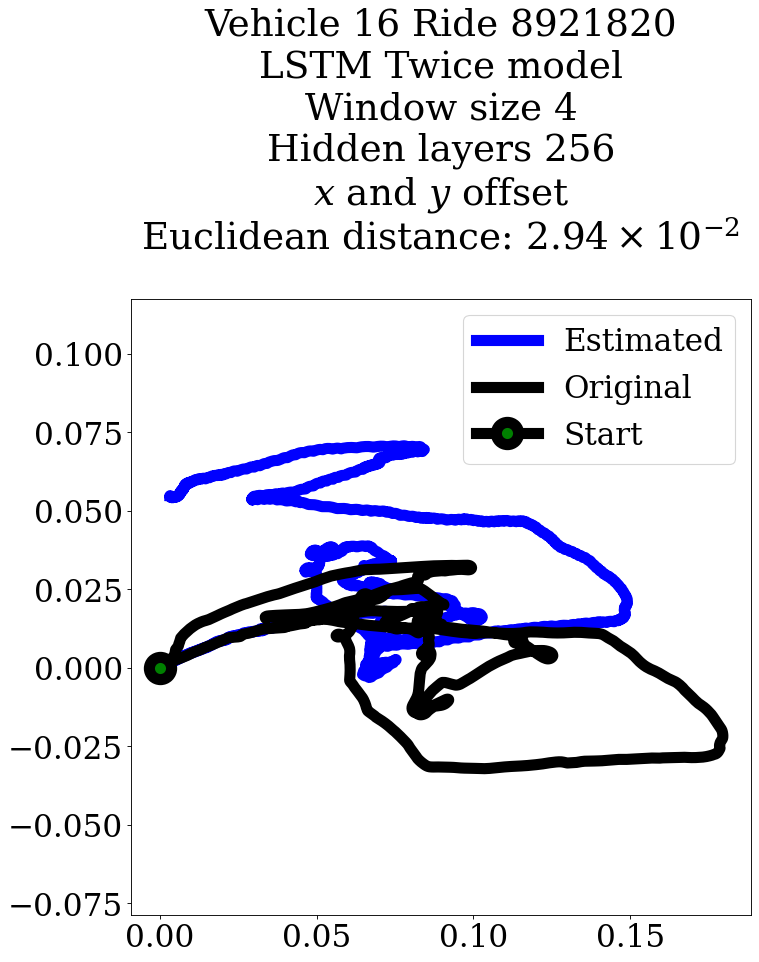 Vehicle 16 Ride 8921820
LSTM Twice model
Window size 4
Hidden layers 256
x and y offset
Euclidean distance: 2.94 × 10⁻²
Estimated
Original
Start
0.100
0.075
0.050
0.025
0.000
−0.025
−0.050
−0.075
0.00 0.05 0.10 0.15